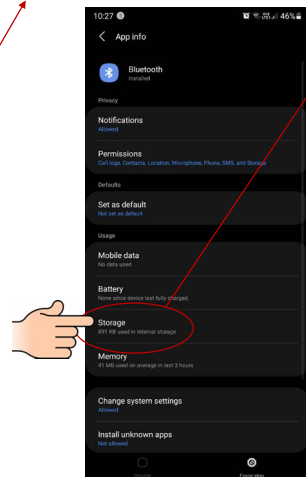 10:27
46%
App info
Bluetooth
Installed
Privacy
Notifications
Allowed
Permissions
Call logs, Contacts, Location, Microphone, Phone, SMS, and Storage
Defaults
Set as default
Not set as default
Usage
Mobile data
No data used
Battery
None since device last fully charged
Storage
891 KB used in Internal storage
Memory
41 MB used on average in last 3 hours
Change system settings
Allowed
Install unknown apps
Not allowed
Disable
Force stop